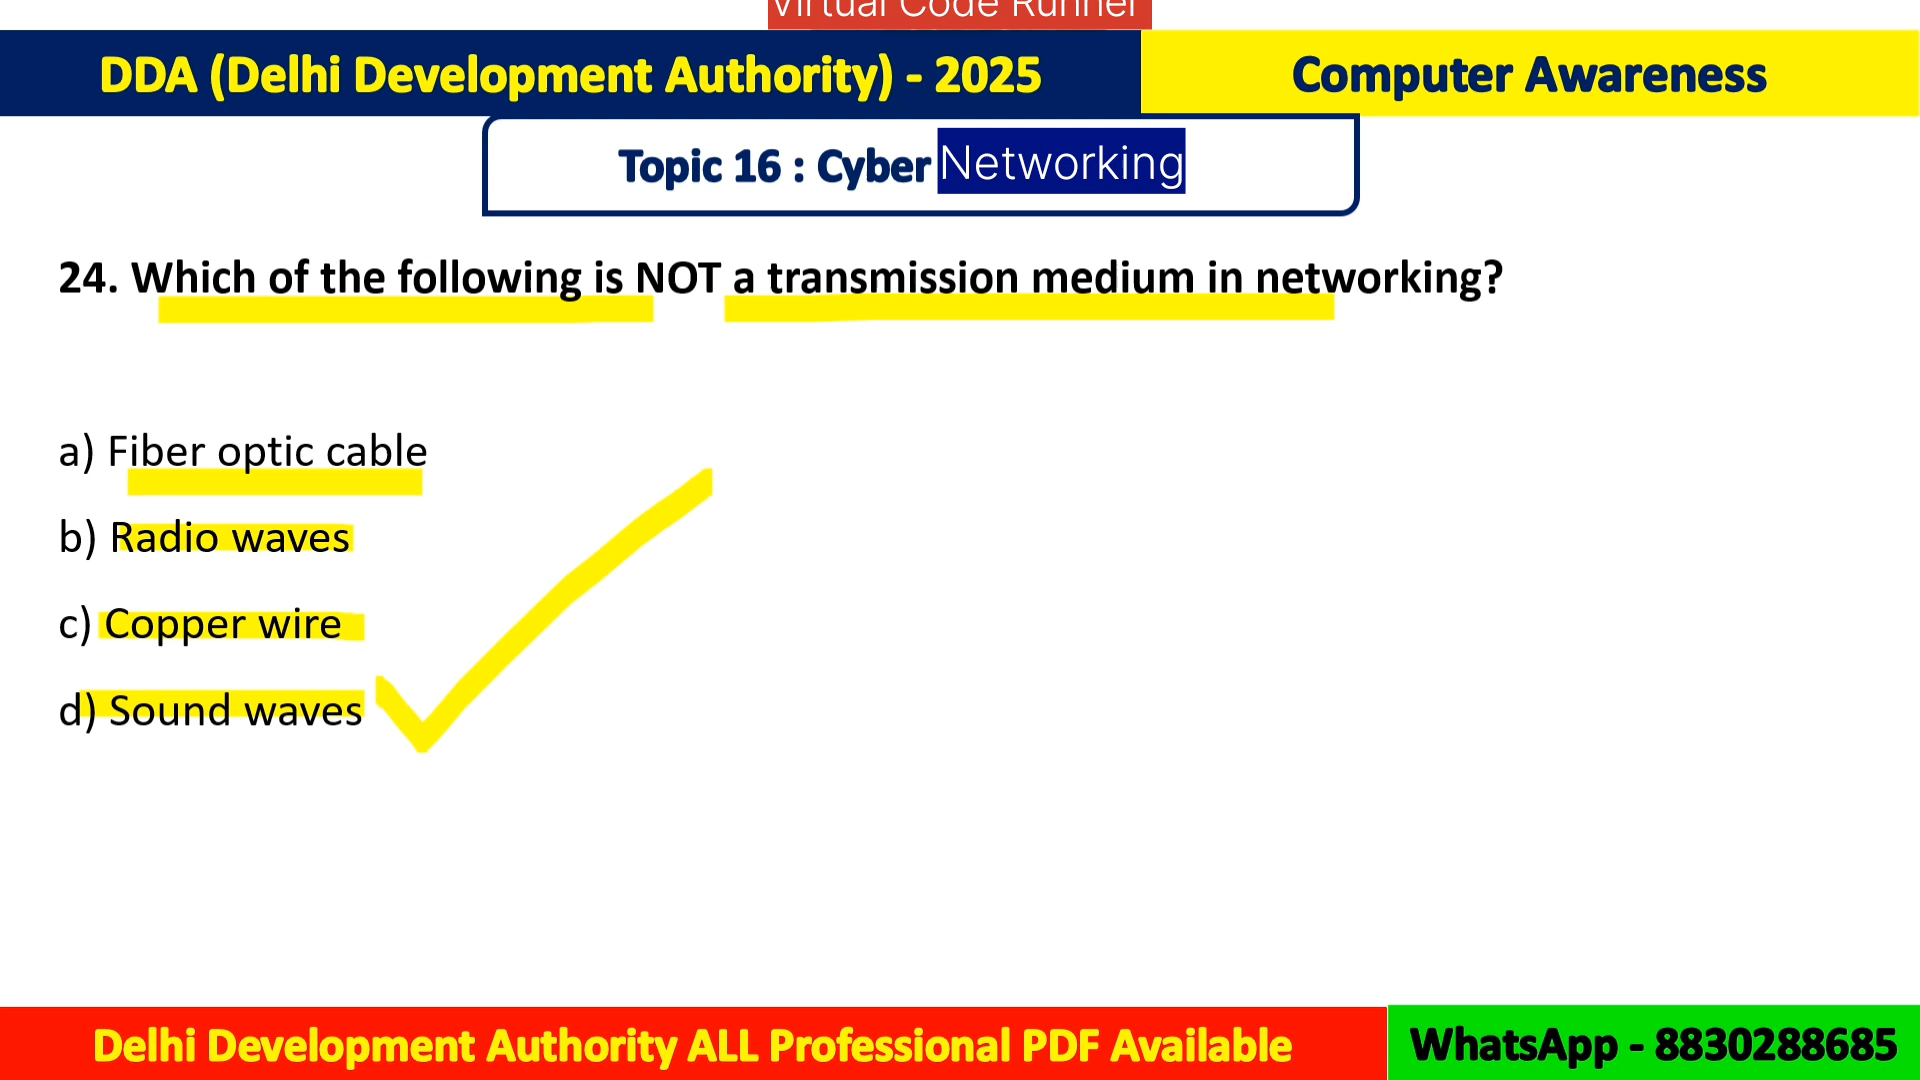 Virtual Code Runner
DDA (Delhi Development Authority) - 2025
Computer Awareness
Topic 16 : Cyber Networking
24. Which of the following is NOT a transmission medium in networking?
a) Fiber optic cable
b) Radio waves
c) Copper wire
d) Sound waves
Delhi Development Authority ALL Professional PDF Available
WhatsApp - 8830288685